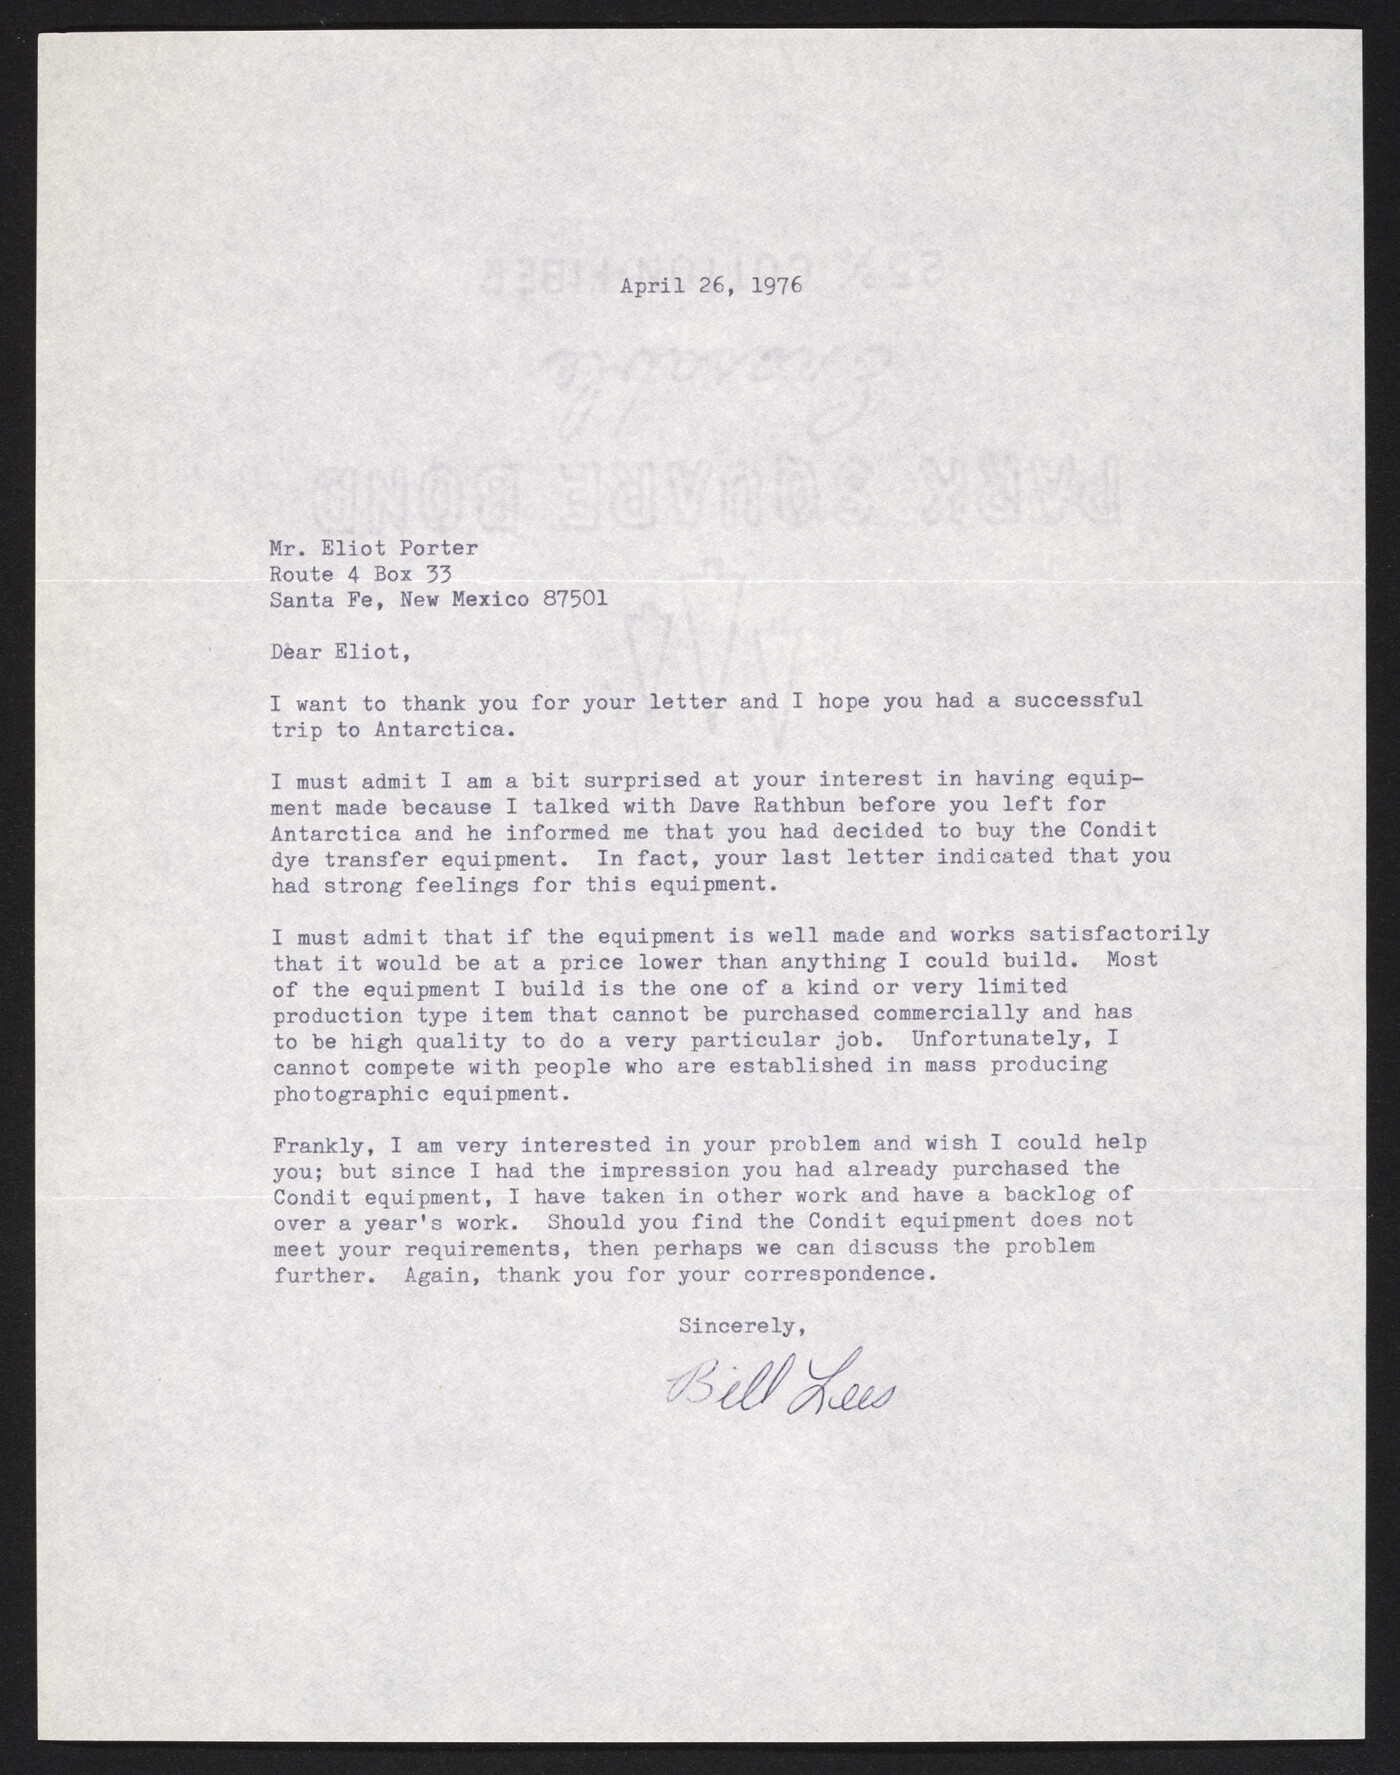 April 26, 1976
Mr. Eliot Porter
Route 4 Box 33
Santa Fe, New Mexico 87501
Dear Eliot,
I want to thank you for your letter and I hope you had a successful
trip to Antarctica.
I must admit I am a bit surprised at your interest in having equip-
ment made because I talked with Dave Rathbun before you left for
Antarctica and he informed me that you had decided to buy the Condit
dye transfer equipment.  In fact, your last letter indicated that you
had strong feelings for this equipment.
I must admit that if the equipment is well made and works satisfactorily
that it would be at a price lower than anything I could build.  Most
of the equipment I build is the one of a kind or very limited
production type item that cannot be purchased commercially and has
to be high quality to do a very particular job.  Unfortunately, I
cannot compete with people who are established in mass producing
photographic equipment.
Frankly, I am very interested in your problem and wish I could help
you; but since I had the impression you had already purchased the
Condit equipment, I have taken in other work and have a backlog of
over a year's work.  Should you find the Condit equipment does not
meet your requirements, then perhaps we can discuss the problem
further.  Again, thank you for your correspondence.
Sincerely,
Bill Lees
25% COTTON FIBER
Erasable
PARK SQUARE BOND